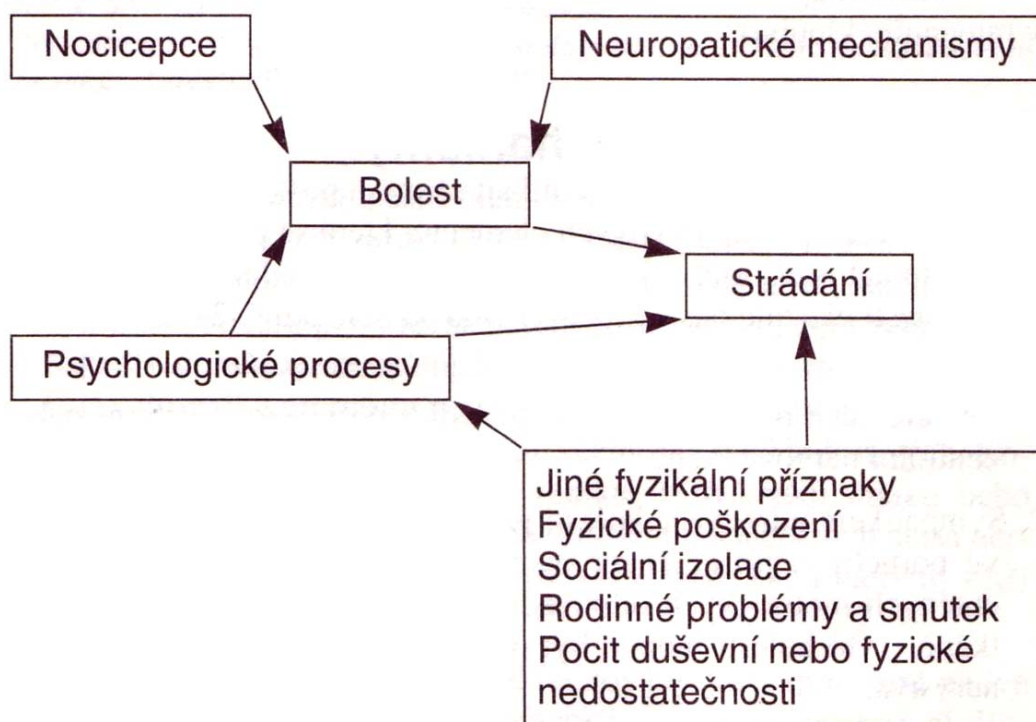 Nocicepce
Neuropatické mechanismy
Bolest
Strádání
Psychologické procesy
Jiné fyzikální příznaky
Fyzické poškození
Sociální izolace
Rodinné problémy a smutek
Pocit duševní nebo fyzické
nedostatečnosti